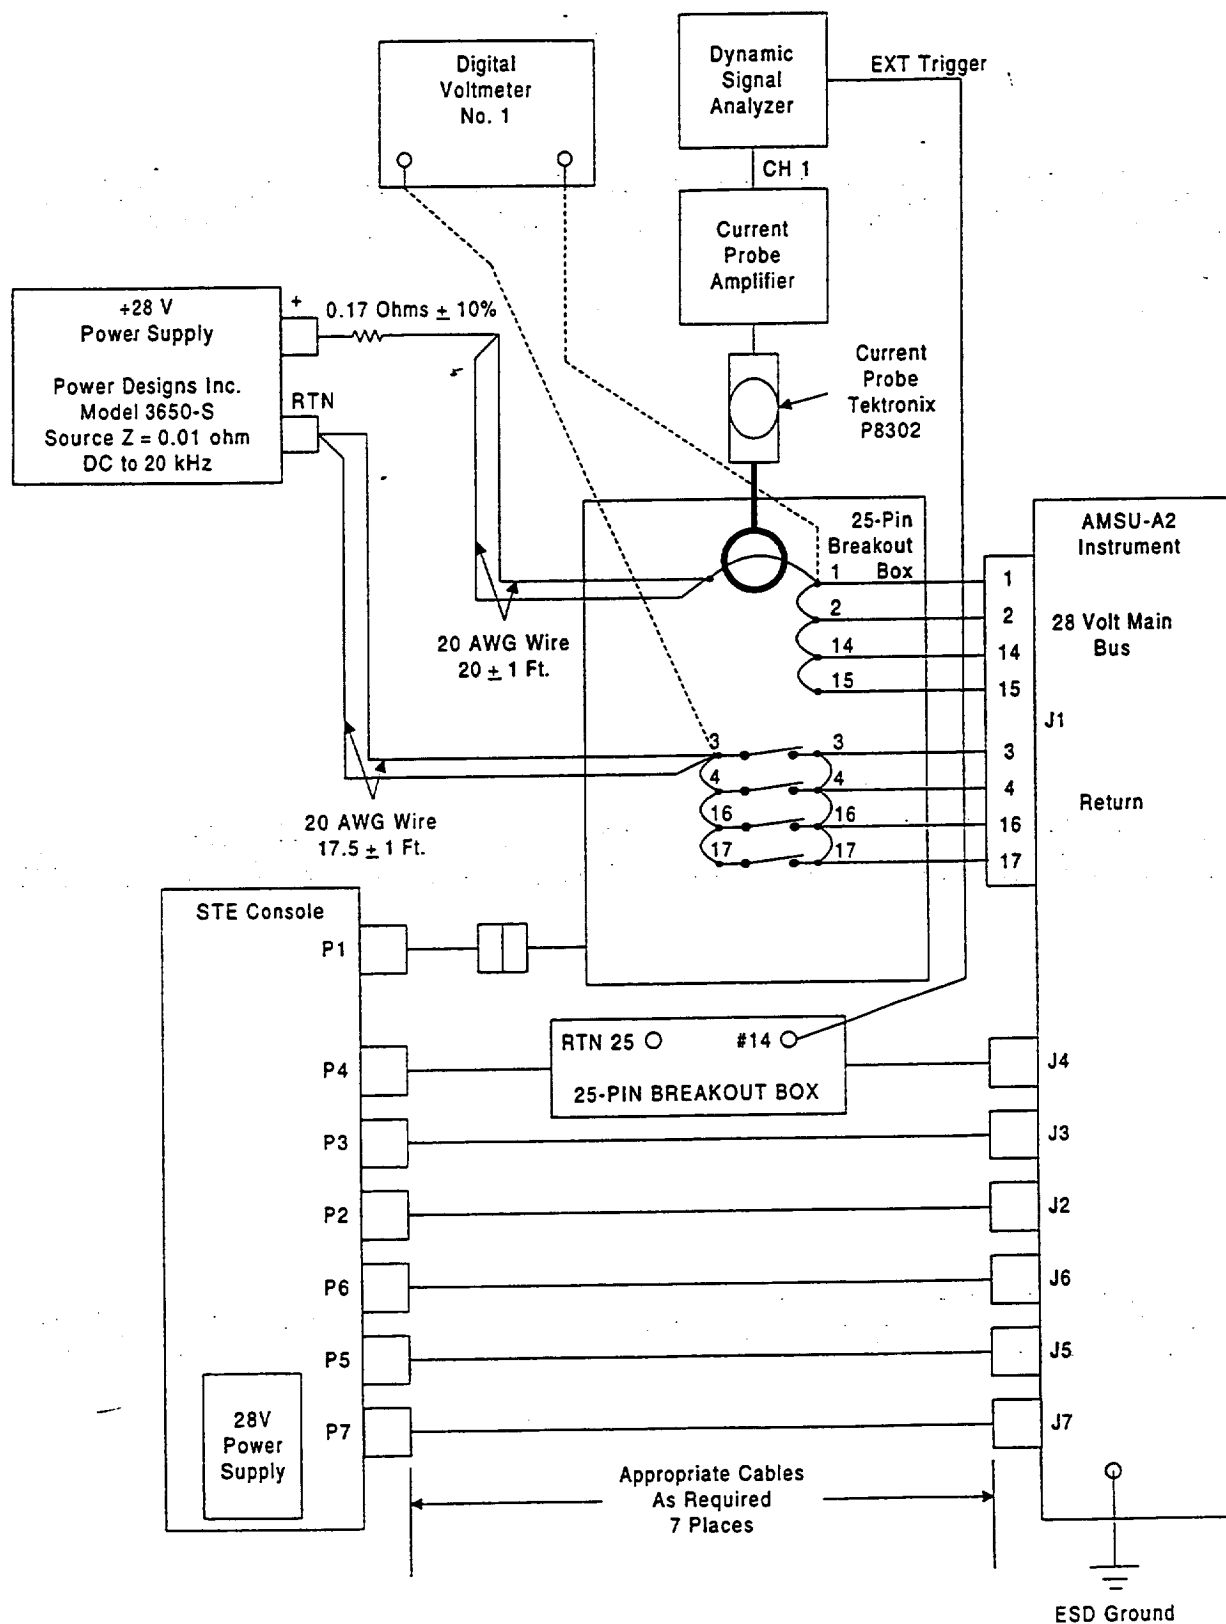 Digital
Voltmeter
No. 1
Dynamic
Signal
Analyzer
EXT Trigger
CH 1
Current
Probe
Amplifier
+28 V
Power Supply
Power Designs Inc.
Model 3650-S
Source Z = 0.01 ohm
DC to 20 kHz
+
0.17 Ohms ± 10%
RTN
Current
Probe
Tektronix
P8302
25-Pin
Breakout
Box
AMSU-A2
Instrument
1
1
2
2
28 Volt Main
Bus
14
14
15
15
J1
20 AWG Wire
20 ± 1 Ft.
3
3
3
4
4
4
Return
16
16
16
17
17
17
20 AWG Wire
17.5 ± 1 Ft.
STE Console
P1
RTN 25
#14
25-PIN BREAKOUT BOX
P4
J4
P3
J3
P2
J2
P6
J6
P5
J5
P7
J7
28V
Power
Supply
Appropriate Cables
As Required
7 Places
ESD Ground